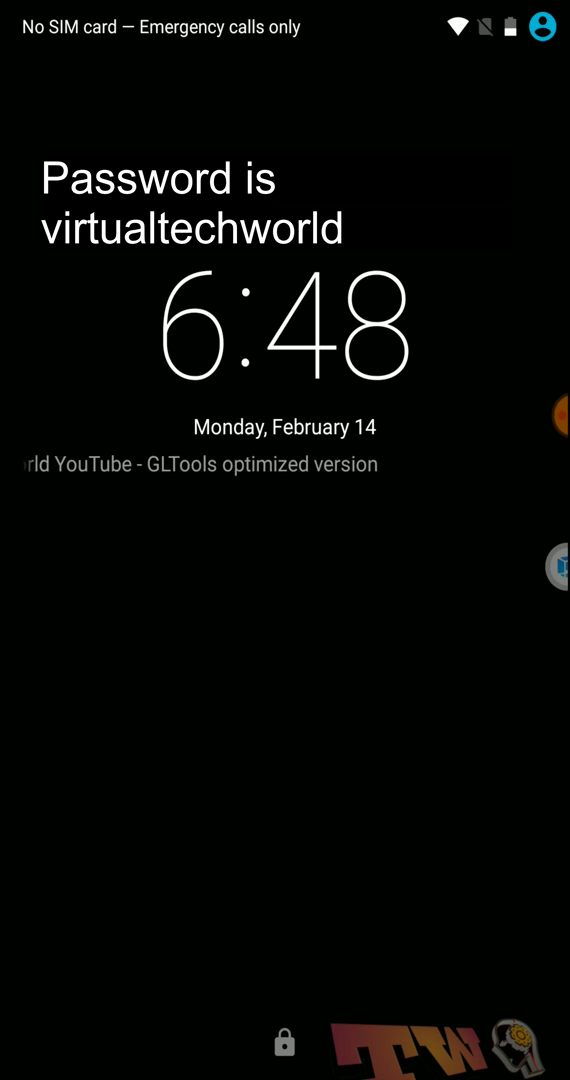 No SIM card — Emergency calls only
Password is
virtualtechworld
6:48
Monday, February 14
rld YouTube - GLTools optimized version
TW